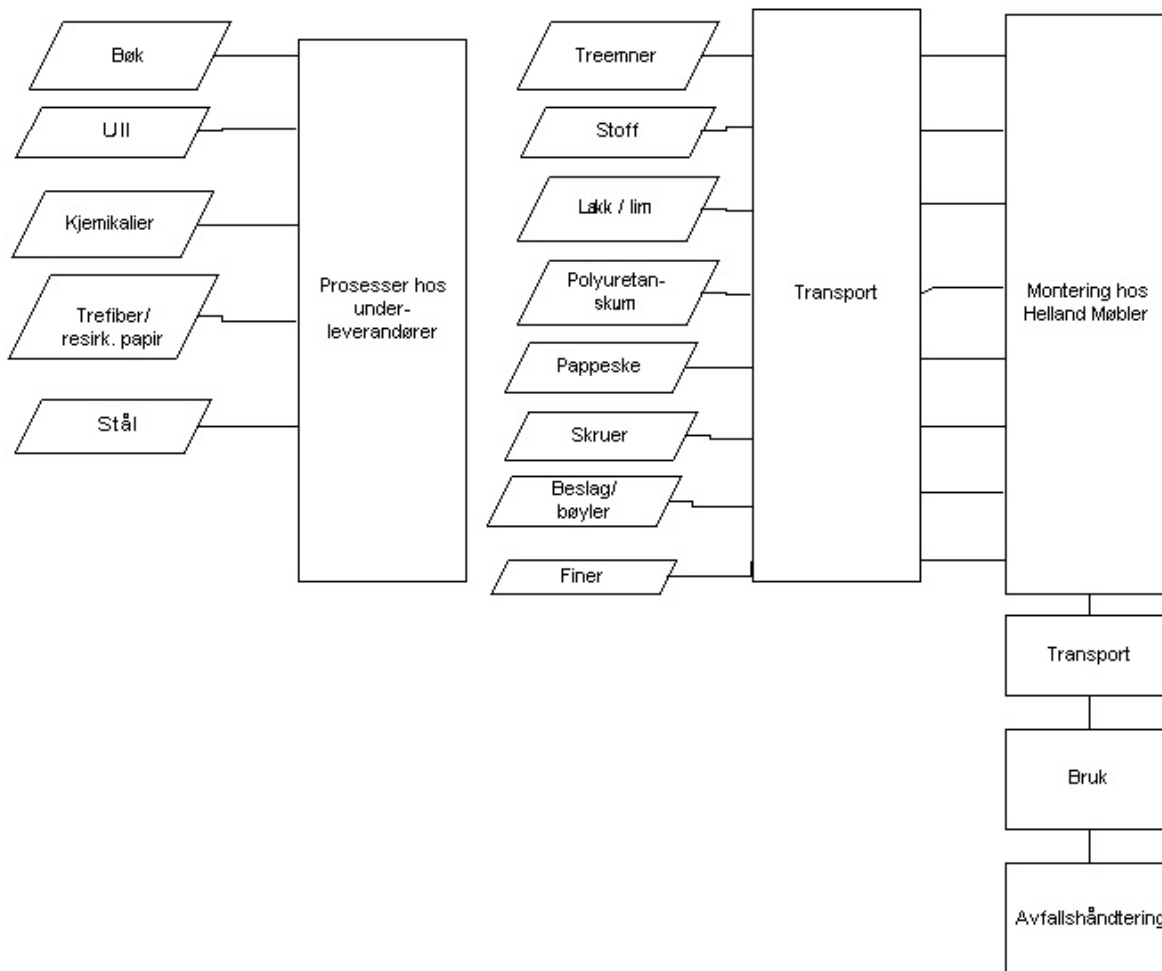 Bøk
Ull
Kjemikalier
Trefiber/
resirk. papir
Stål
Prosesser hos
under-
leverandører
Treemner
Stoff
Lakk / lim
Polyuretan-
skum
Pappeske
Skruer
Beslag/
bøyler
Finer
Transport
Montering hos
Helland Møbler
Transport
Bruk
Avfallshåndtering